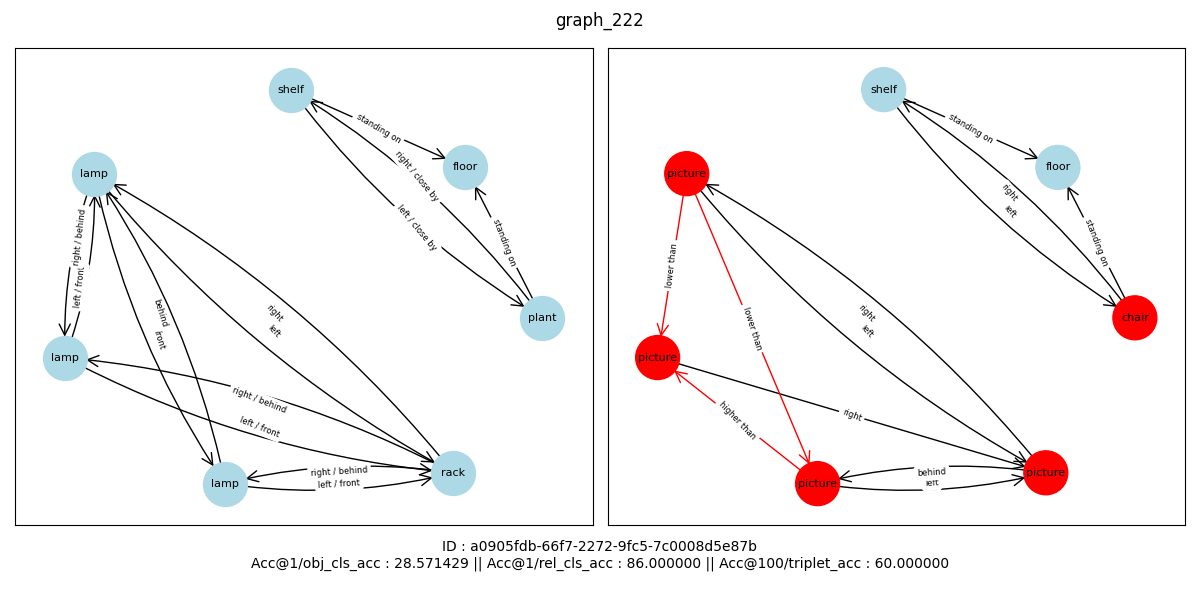 graph_222
shelf
standing on
floor
right / close by
left / close by
standing on
plant
lamp
right / behind
left / front
lamp
behind
front
right
left
right / behind
left / front
lamp
right / behind
left / front
rack
shelf
standing on
floor
right
left
standing on
chair
picture
lower than
picture
lower than
right
left
higher than
right
picture
behind
left
picture
ID : a0905fdb-66f7-2272-9fc5-7c0008d5e87b
Acc@1/obj_cls_acc : 28.571429 || Acc@1/rel_cls_acc : 86.000000 || Acc@100/triplet_acc : 60.000000